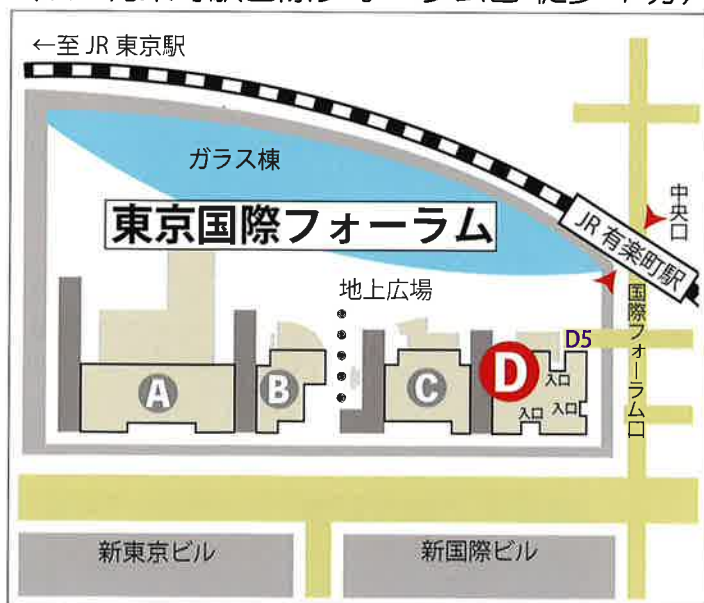 ←至 JR 東京駅
ガラス棟
東京国際フォーラム
中央口
JR 有楽町駅
地上広場
国際フォーラム口
D5
A
B
C
D
入口
入口
入口
新東京ビル
新国際ビル